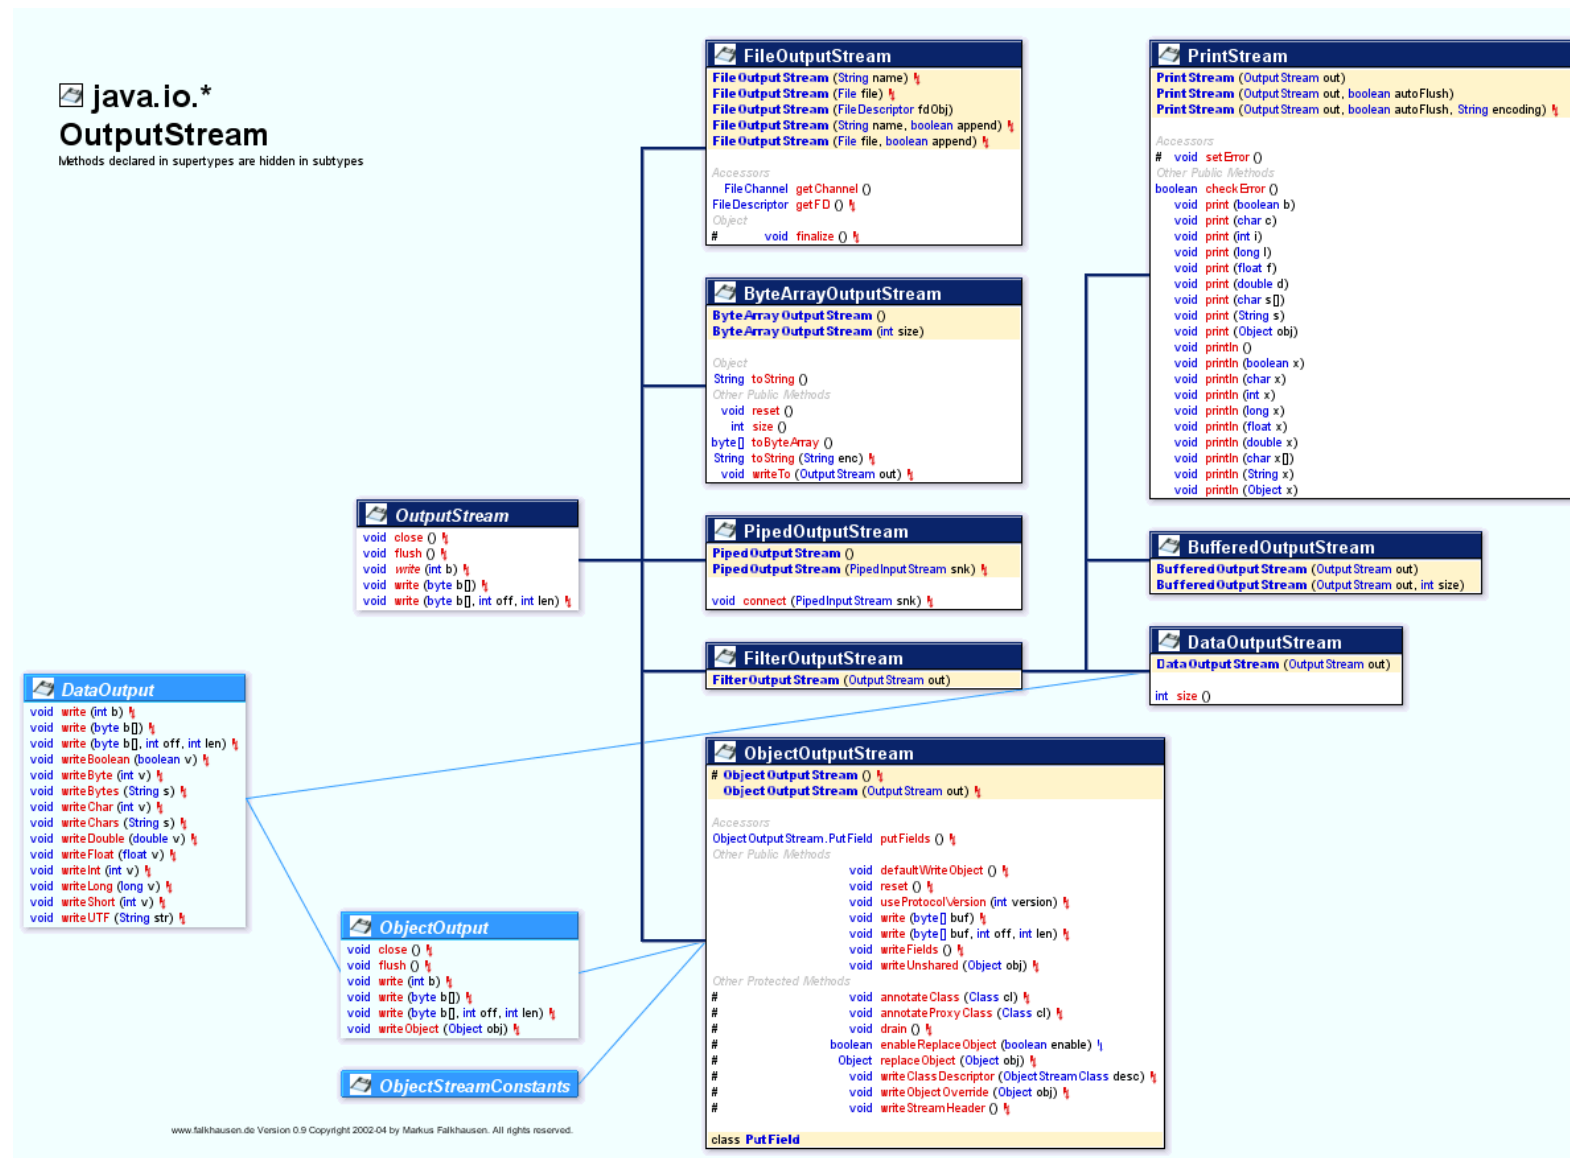 java.io.*
OutputStream
Methods declared in supertypes are hidden in subtypes
FileOutputStream
FileOutputStream (String name)
FileOutputStream (File file)
FileOutputStream (FileDescriptor fdObj)
FileOutputStream (String name, boolean append)
FileOutputStream (File file, boolean append)
Accessors
FileChannel getChannel ()
FileDescriptor getFD ()
Object
# void finalize ()
PrintStream
PrintStream (OutputStream out)
PrintStream (OutputStream out, boolean autoFlush)
PrintStream (OutputStream out, boolean autoFlush, String encoding)
Accessors
# void setError ()
Other Public Methods
boolean checkError ()
void print (boolean b)
void print (char c)
void print (int i)
void print (long l)
void print (float f)
void print (double d)
void print (char s[])
void print (String s)
void print (Object obj)
void println ()
void println (boolean x)
void println (char x)
void println (int x)
void println (long x)
void println (float x)
void println (double x)
void println (char x[])
void println (String x)
void println (Object x)
ByteArrayOutputStream
ByteArrayOutputStream ()
ByteArrayOutputStream (int size)
Object
String toString ()
Other Public Methods
void reset ()
int size ()
byte[] toByteArray ()
String toString (String enc)
void writeTo (OutputStream out)
OutputStream
void close ()
void flush ()
void write (int b)
void write (byte b[])
void write (byte b[], int off, int len)
PipedOutputStream
PipedOutputStream ()
PipedOutputStream (PipedInputStream snk)
void connect (PipedInputStream snk)
BufferedOutputStream
BufferedOutputStream (OutputStream out)
BufferedOutputStream (OutputStream out, int size)
FilterOutputStream
FilterOutputStream (OutputStream out)
DataOutputStream
DataOutputStream (OutputStream out)
int size ()
DataOutput
void write (int b)
void write (byte b[])
void write (byte b[], int off, int len)
void writeBoolean (boolean v)
void writeByte (int v)
void writeBytes (String s)
void writeChar (int v)
void writeChars (String s)
void writeDouble (double v)
void writeFloat (float v)
void writeInt (int v)
void writeLong (long v)
void writeShort (int v)
void writeUTF (String str)
ObjectOutputStream
# ObjectOutputStream ()
ObjectOutputStream (OutputStream out)
Accessors
ObjectOutputStream.PutField putFields ()
Other Public Methods
void defaultWriteObject ()
void reset ()
void useProtocolVersion (int version)
void write (byte[] buf)
void write (byte[] buf, int off, int len)
void writeFields ()
void writeUnshared (Object obj)
Other Protected Methods
# void annotateClass (Class cl)
# void annotateProxyClass (Class cl)
# void drain ()
# boolean enableReplaceObject (boolean enable)
# Object replaceObject (Object obj)
# void writeClassDescriptor (ObjectStreamClass desc)
# void writeObjectOverride (Object obj)
# void writeStreamHeader ()
class PutField
ObjectOutput
void close ()
void flush ()
void write (int b)
void write (byte b[])
void write (byte b[], int off, int len)
void writeObject (Object obj)
ObjectStreamConstants
www.falkhausen.de Version 0.9 Copyright 2002-04 by Markus Falkhausen. All rights reserved.